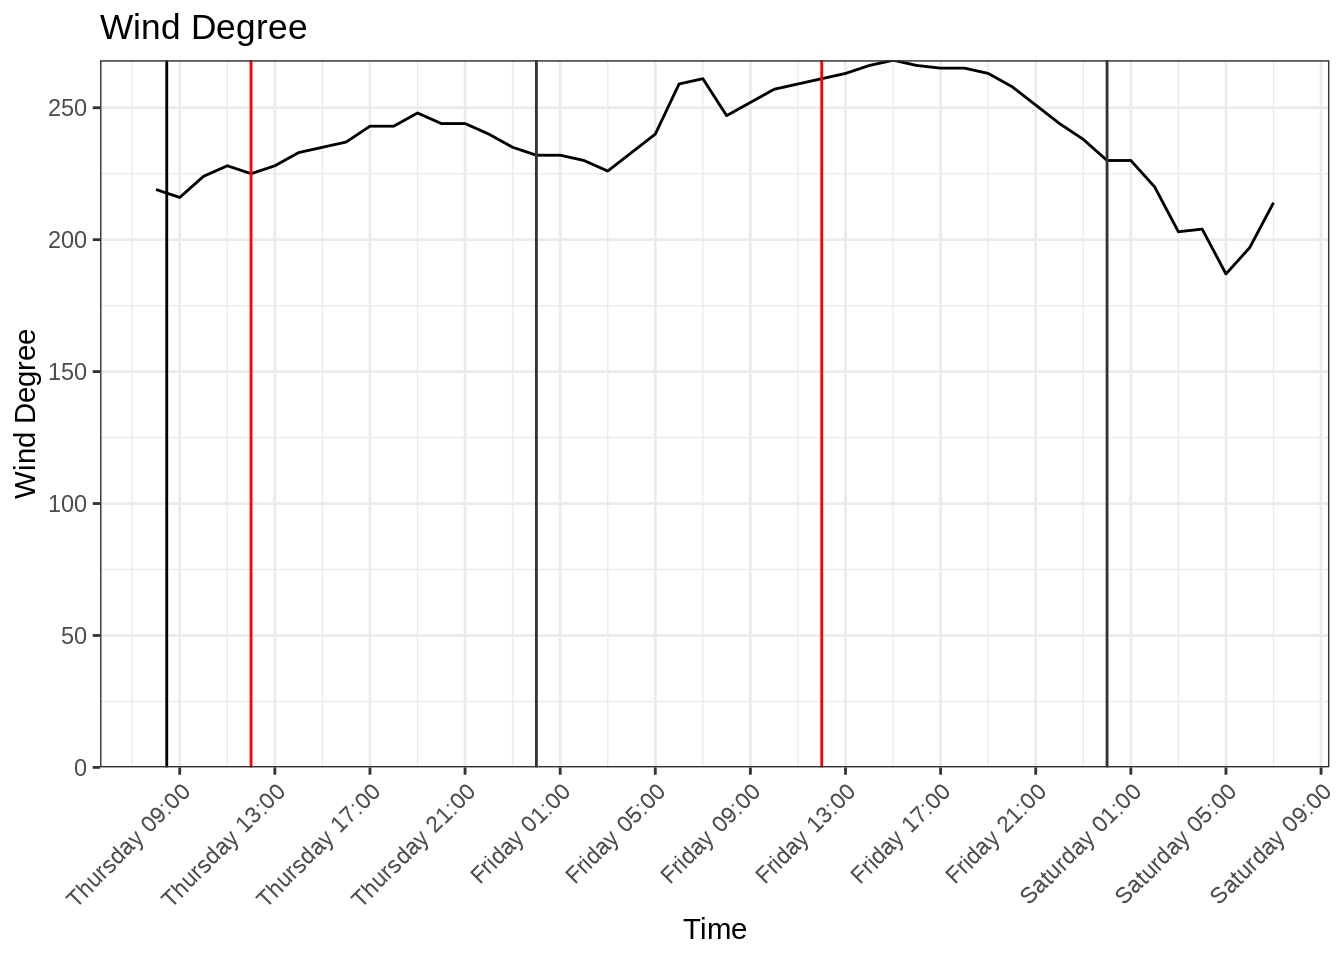 Wind Degree
Wind Degree
250
200
150
100
50
0
Thursday 09:00
Thursday 13:00
Thursday 17:00
Thursday 21:00
Friday 01:00
Friday 05:00
Friday 09:00
Friday 13:00
Friday 17:00
Friday 21:00
Saturday 01:00
Saturday 05:00
Saturday 09:00
Time